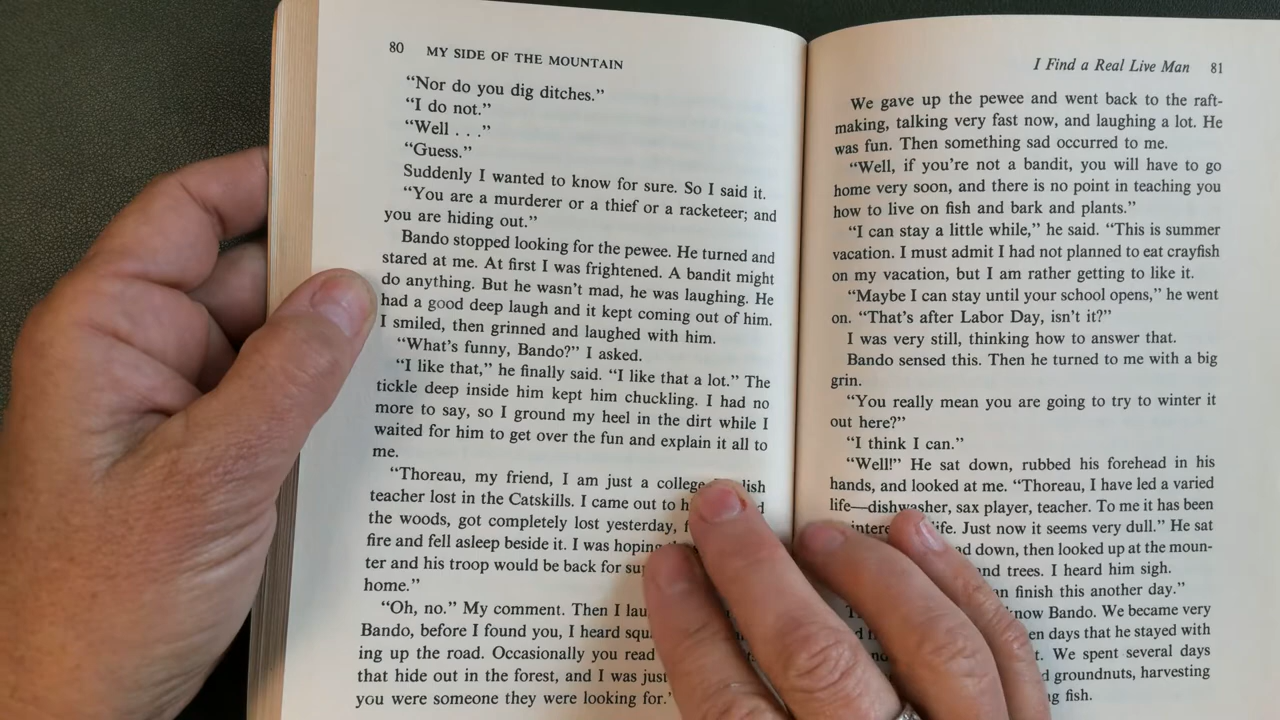 80 MY SIDE OF THE MOUNTAIN
“Nor do you dig ditches.”
“I do not.”
“Well . . .”
“Guess.”
Suddenly I wanted to know for sure. So I said it.
“You are a murderer or a thief or a racketeer; and
you are hiding out.”
Bando stopped looking for the pewee. He turned and
stared at me. At first I was frightened. A bandit might
do anything. But he wasn’t mad, he was laughing. He
had a good deep laugh and it kept coming out of him.
I smiled, then grinned and laughed with him.
“What’s funny, Bando?” I asked.
“I like that,” he finally said. “I like that a lot.” The
tickle deep inside him kept him chuckling. I had no
more to say, so I ground my heel in the dirt while I
waited for him to get over the fun and explain it all to
me.
“Thoreau, my friend, I am just a college
teacher lost in the Catskills. I came out to
the woods, got completely lost yesterday,
fire and fell asleep beside it. I was hoping
ter and his troop would be back for
home.”
“Oh, no.” My comment. Then I
Bando, before I found you, I heard
ing up the road. Occasionally you read
that hide out in the forest, and I was just
you were someone they were looking for.
I Find a Real Live Man 81
We gave up the pewee and went back to the raft-
making, talking very fast now, and laughing a lot. He
was fun. Then something sad occurred to me.
“Well, if you’re not a bandit, you will have to go
home very soon, and there is no point in teaching you
how to live on fish and bark and plants.”
“I can stay a little while,” he said. “This is summer
vacation. I must admit I had not planned to eat crayfish
on my vacation, but I am rather getting to like it.
“Maybe I can stay until your school opens,” he went
on. “That’s after Labor Day, isn’t it?”
I was very still, thinking how to answer that.
Bando sensed this. Then he turned to me with a big
grin.
“You really mean you are going to try to winter it
out here?”
“I think I can.”
“Well!” He sat down, rubbed his forehead in his
hands, and looked at me. “Thoreau, I have led a varied
life—dishwasher, sax player, teacher. To me it has been
life. Just now it seems very dull.” He sat
down, then looked up at the moun-
and trees. I heard him sigh.
finish this another day.”
know Bando. We became very
days that he stayed with
We spent several days
groundnuts, harvesting
fish.